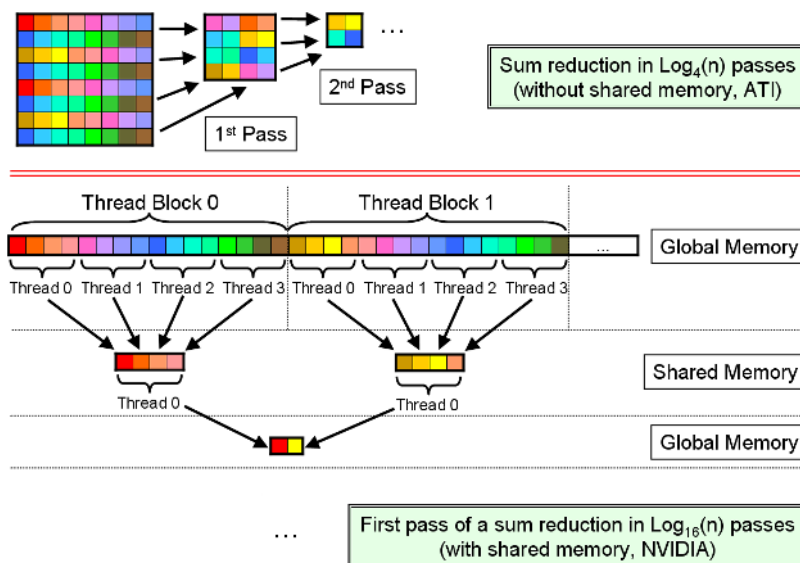 2nd Pass
...
1st Pass
Sum reduction in Log4(n) passes
(without shared memory, ATI)
Thread Block 0
Thread Block 1
...
Global Memory
Thread 0
Thread 1
Thread 2
Thread 3
Thread 0
Thread 1
Thread 2
Thread 3
Shared Memory
Thread 0
Thread 0
Global Memory
...
First pass of a sum reduction in Log16(n) passes
(with shared memory, NVIDIA)